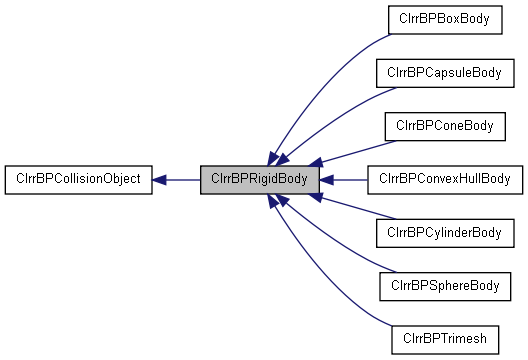 CIrrBPBoxBody
CIrrBPCapsuleBody
CIrrBPConeBody
CIrrBPCollisionObject
CIrrBPRigidBody
CIrrBPConvexHullBody
CIrrBPCylinderBody
CIrrBPSphereBody
CIrrBPTrimesh